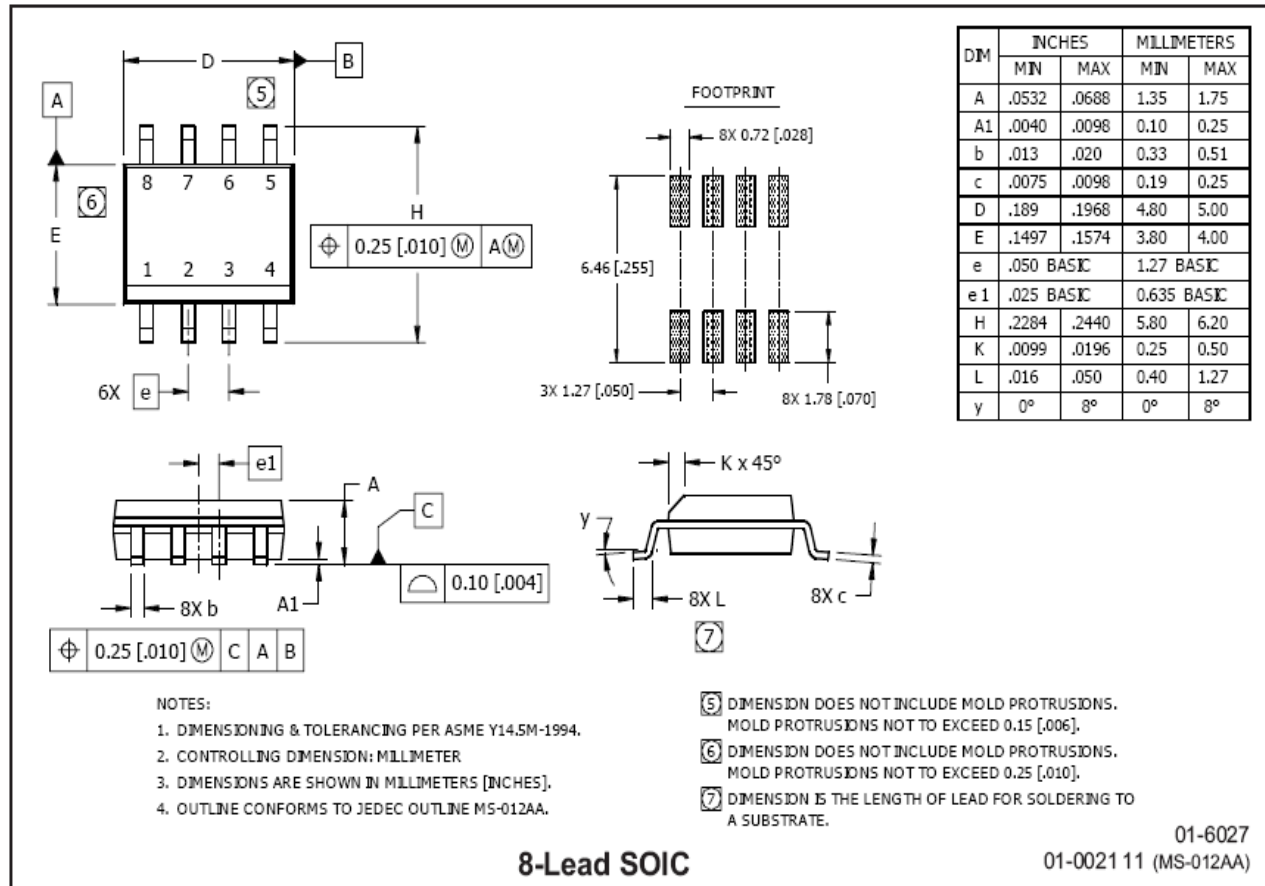 D
B
5
A
8 7 6 5
6
E
H
0.25 [.010] Ⓜ AⓂ
1 2 3 4
6X e
FOOTPRINT
8X 0.72 [.028]
6.46 [.255]
3X 1.27 [.050]
8X 1.78 [.070]
DIM INCHES MILLIMETERS
MIN MAX MIN MAX
A .0532 .0688 1.35 1.75
A1 .0040 .0098 0.10 0.25
b .013 .020 0.33 0.51
c .0075 .0098 0.19 0.25
D .189 .1968 4.80 5.00
E .1497 .1574 3.80 4.00
e .050 BASIC 1.27 BASIC
e 1 .025 BASIC 0.635 BASIC
H .2284 .2440 5.80 6.20
K .0099 .0196 0.25 0.50
L .016 .050 0.40 1.27
y 0° 8° 0° 8°
e1
A
C
0.10 [.004]
8X b
A1
0.25 [.010] Ⓜ C A B
K x 45°
y
8X L
8X c
7
NOTES:
1. DIMENSIONING & TOLERANCING PER ASME Y14.5M-1994.
2. CONTROLLING DIMENSION: MILLIMETER
3. DIMENSIONS ARE SHOWN IN MILLIMETERS [INCHES].
4. OUTLINE CONFORMS TO JEDEC OUTLINE MS-012AA.
5 DIMENSION DOES NOT INCLUDE MOLD PROTRUSIONS.
MOLD PROTRUSIONS NOT TO EXCEED 0.15 [.006].
6 DIMENSION DOES NOT INCLUDE MOLD PROTRUSIONS.
MOLD PROTRUSIONS NOT TO EXCEED 0.25 [.010].
7 DIMENSION IS THE LENGTH OF LEAD FOR SOLDERING TO
A SUBSTRATE.
8-Lead SOIC
01-6027
01-0021 11 (MS-012AA)